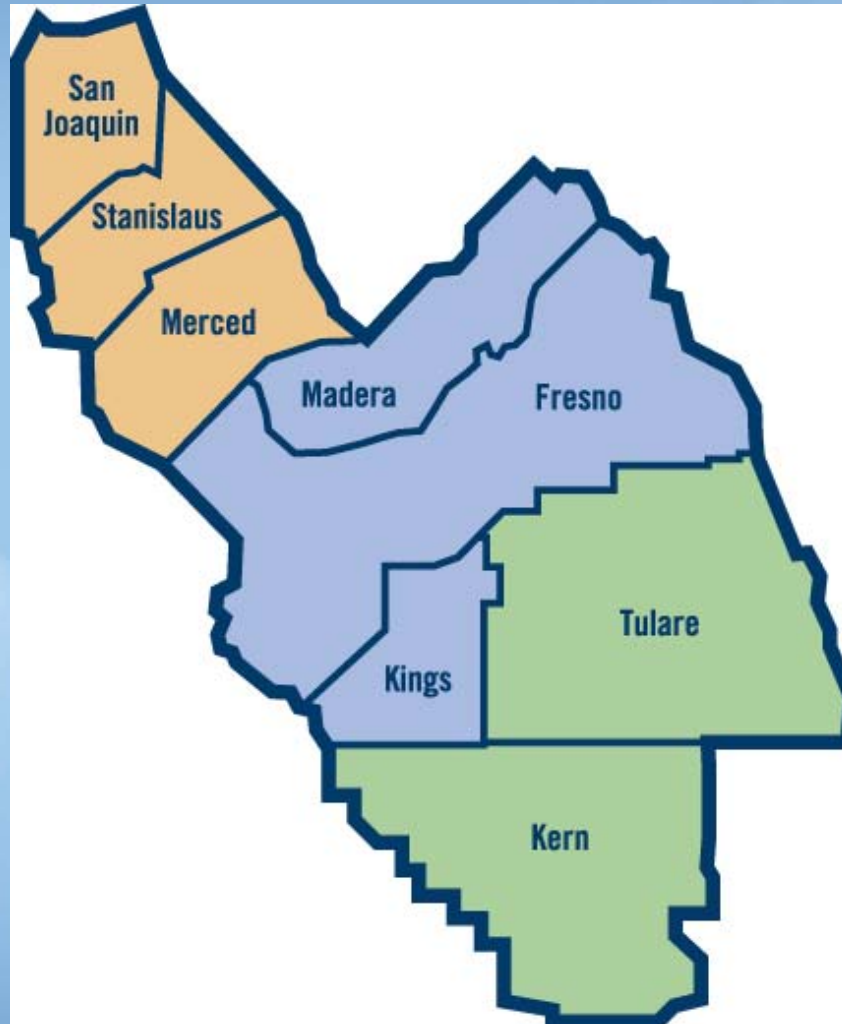 San
Joaquin
Stanislaus
Merced
Madera
Fresno
Tulare
Kings
Kern